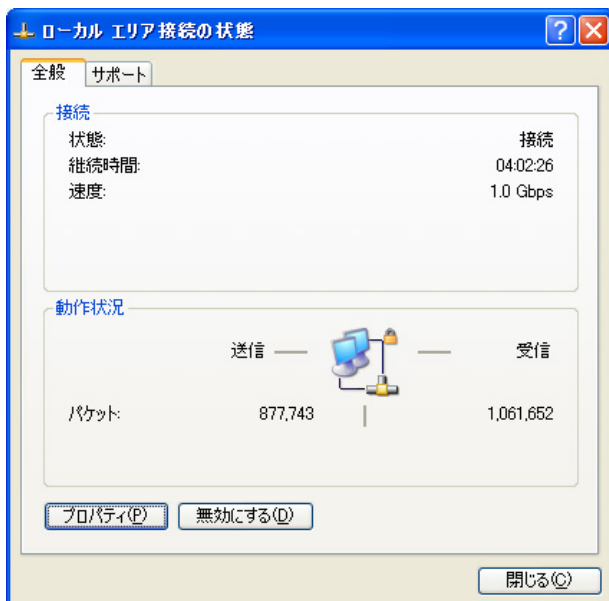 ローカル エリア接続の状態
全般 サポート
接続
状態: 接続
継続時間: 04:02:26
速度: 1.0 Gbps
動作状況
送信 受信
パケット: 877,743 1,061,652
プロパティ(P) 無効にする(D)
閉じる(C)